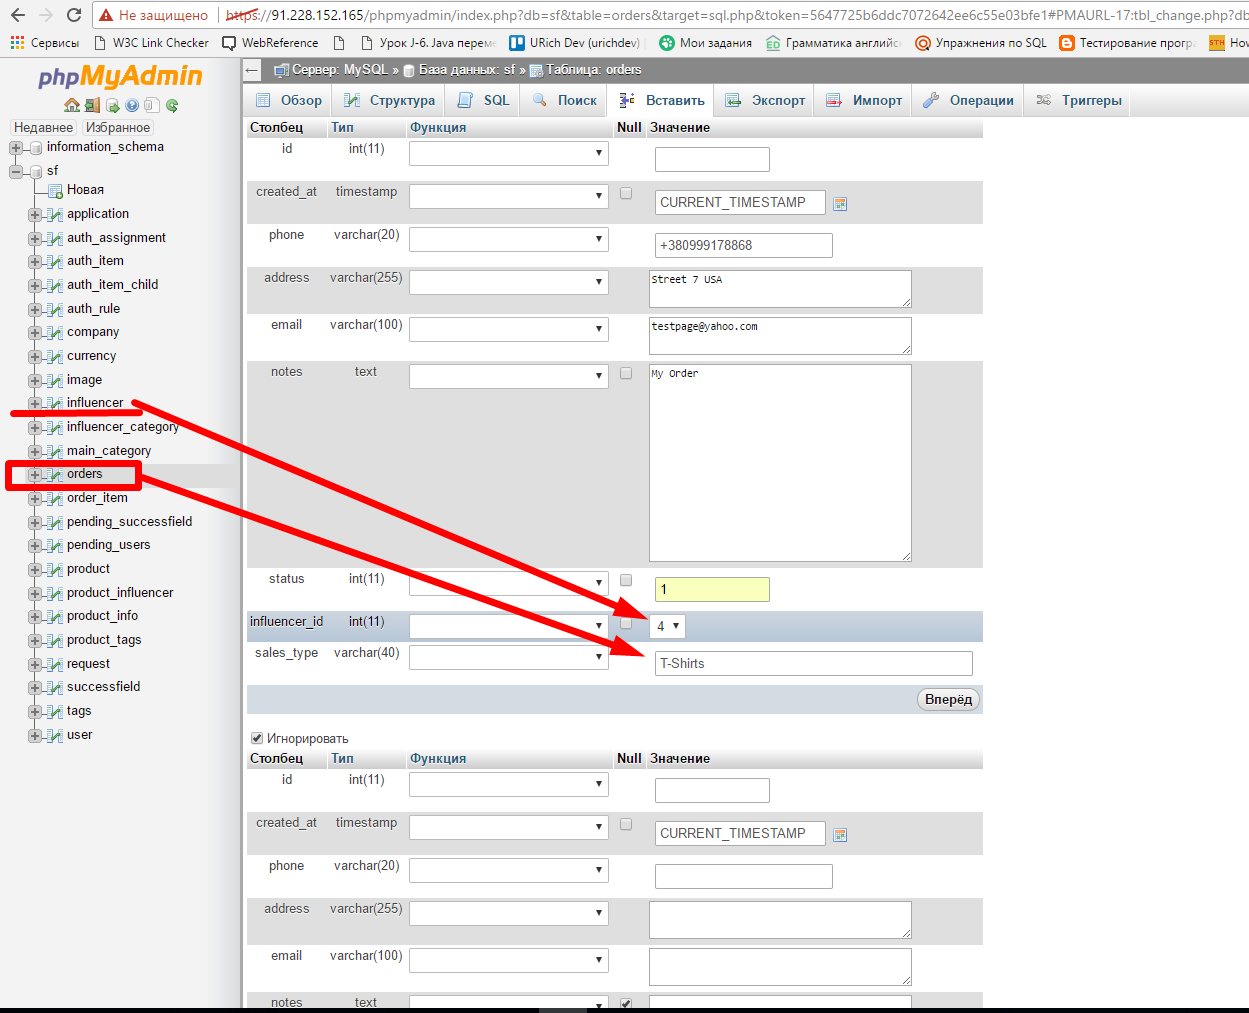 Не защищено https://91.228.152.165/phpmyadmin/index.php?db=sf&table=orders&target=sql.php&token=5647725b6ddc7072642ee6c55e03bfe1#PMAURL-17:tbl_change.php?db
Сервисы W3C Link Checker WebReference Урок J-6. Java переме URich Dev (urichdev) Мои задания Грамматика английск Упражнения по SQL Тестирование прогр STH Но
phpMyAdmin
Недавнее Избранное
information_schema
sf
Новая
application
auth_assignment
auth_item
auth_item_child
auth_rule
company
currency
image
influencer
influencer_category
main_category
orders
order_item
pending_successfield
pending_users
product
product_influencer
product_info
product_tags
request
successfield
tags
user
Сервер: MySQL » База данных: sf » Таблица: orders
Обзор Структура SQL Поиск Вставить Экспорт Импорт Операции Триггеры
Столбец Тип Функция Null Значение
id int(11)
created_at timestamp CURRENT_TIMESTAMP
phone varchar(20) +380999178868
address varchar(255) Street 7 USA
email varchar(100) testpage@yahoo.com
notes text My Order
status int(11) 1
influencer_id int(11) 4
sales_type varchar(40) T-Shirts
Вперёд
Игнорировать
Столбец Тип Функция Null Значение
id int(11)
created_at timestamp CURRENT_TIMESTAMP
phone varchar(20)
address varchar(255)
email varchar(100)
notes text